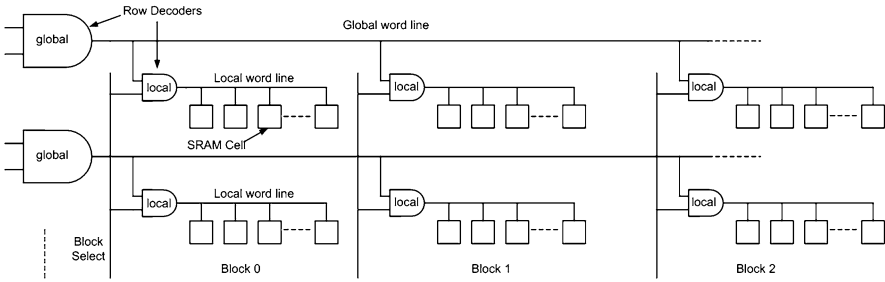 Row Decoders
global
Global word line
local
Local word line
local
local
SRAM Cell
global
local
Local word line
local
local
Block
Select
Block 0
Block 1
Block 2